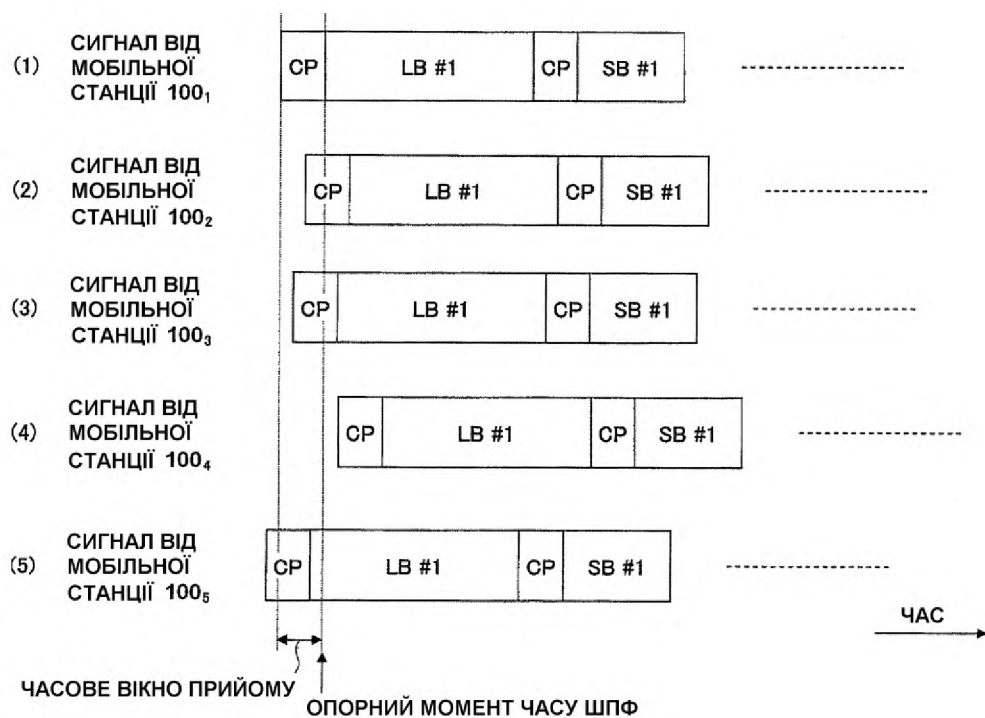 СИГНАЛ ВІД
(1) МОБІЛЬНОЇ CP LB #1 CP SB #1
СТАНЦІЇ 100₁
СИГНАЛ ВІД
(2) МОБІЛЬНОЇ CP LB #1 CP SB #1
СТАНЦІЇ 100₂
СИГНАЛ ВІД
(3) МОБІЛЬНОЇ CP LB #1 CP SB #1
СТАНЦІЇ 100₃
СИГНАЛ ВІД
(4) МОБІЛЬНОЇ CP LB #1 CP SB #1
СТАНЦІЇ 100₄
СИГНАЛ ВІД
(5) МОБІЛЬНОЇ CP LB #1 CP SB #1
СТАНЦІЇ 100₅
ЧАС
ЧАСОВЕ ВІКНО ПРИЙОМУ
ОПОРНИЙ МОМЕНТ ЧАСУ ШПФ